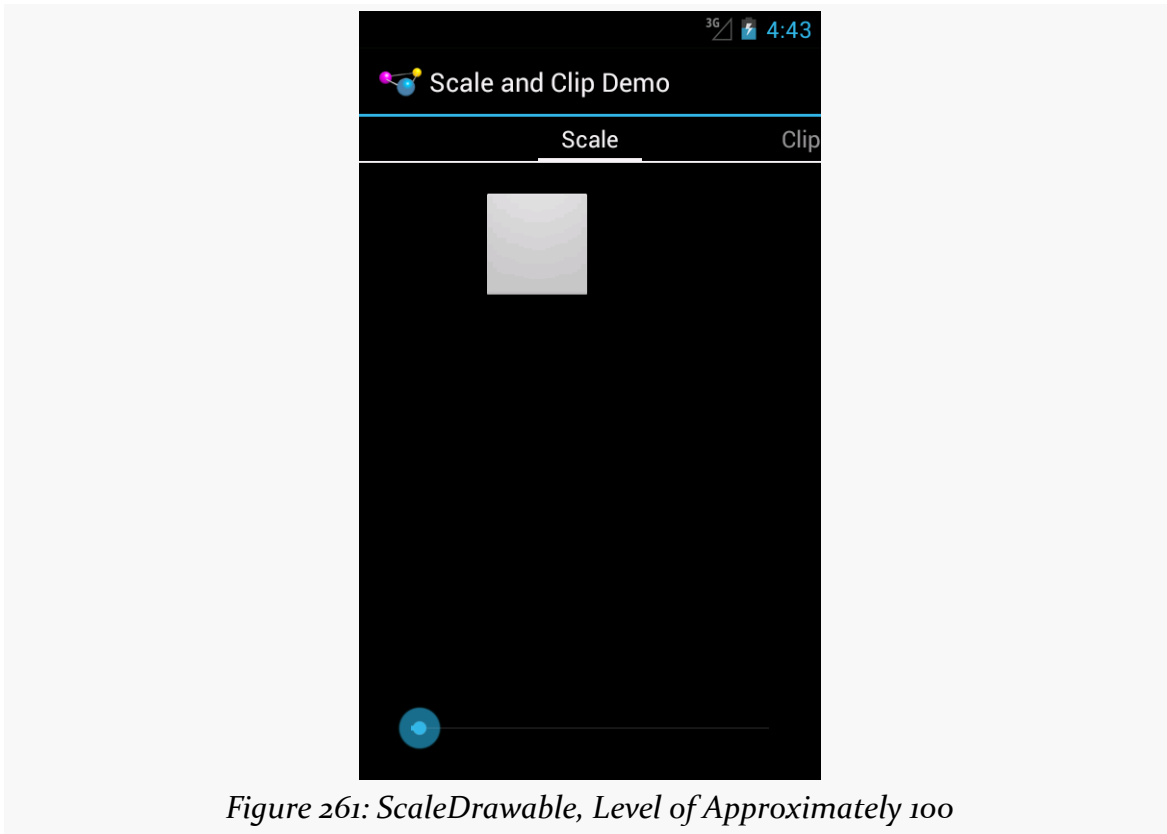 3G 4:43
Scale and Clip Demo
Scale Clip
Figure 261: ScaleDrawable, Level of Approximately 100